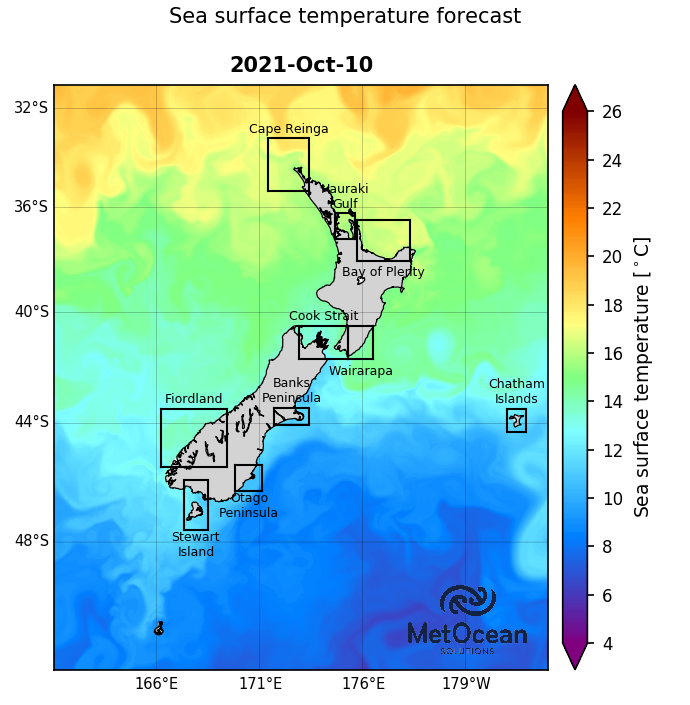 Sea surface temperature forecast
2021-Oct-10
32°S
36°S
40°S
44°S
48°S
166°E
171°E
176°E
179°W
Cape Reinga
Hauraki
Gulf
Bay of Plenty
Cook Strait
Wairarapa
Banks
Peninsula
Fiordland
Chatham
Islands
Otago
Peninsula
Stewart
Island
MetOcean
SOLUTIONS
26
24
22
20
18
16
14
12
10
8
6
4
Sea surface temperature [°C]